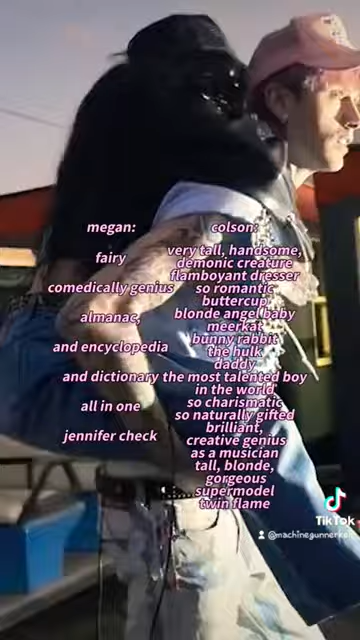 megan:
fairy
comedically genius
almanac,
and encyclopedia
and dictionary
all in one
jennifer check
colson:
very tall, handsome,
demonic creature
flamboyant dresser
so romantic
buttercup
blonde angel baby
meerkat
bunny rabbit
the hulk
daddy
the most talented boy
in the world
so charismatic
so naturally gifted
brilliant,
creative genius
as a musician
tall, blonde,
gorgeous
supermodel
twin flame
TikTok